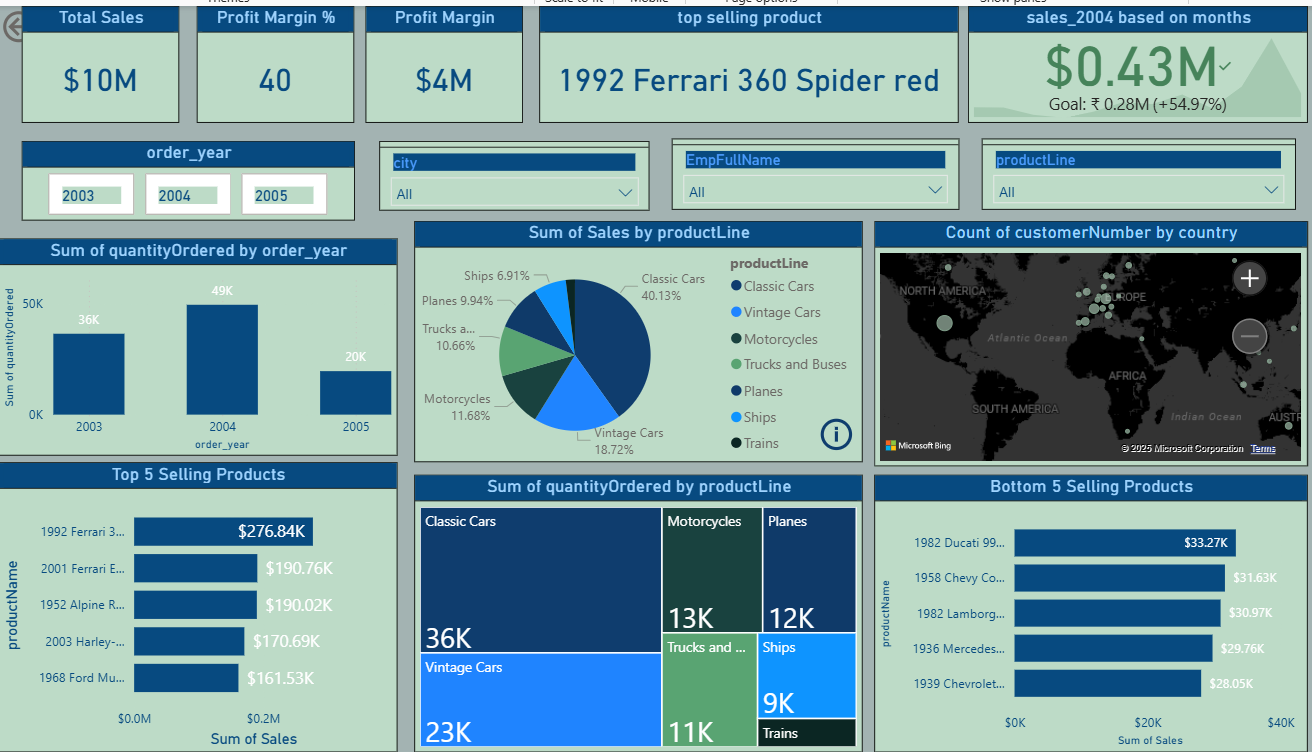 Themes
Scale to fit
Mobile
Page options
Show panes
Total Sales
$10M
Profit Margin %
40
Profit Margin
$4M
top selling product
1992 Ferrari 360 Spider red
sales_2004 based on months
$0.43M
Goal: ₹ 0.28M (+54.97%)
order_year
2003
2004
2005
city
All
EmpFullName
All
productLine
All
Sum of quantityOrdered by order_year
Sum of quantityOrdered
50K
0K
36K
49K
20K
2003
2004
2005
order_year
Sum of Sales by productLine
Ships 6.91%
Planes 9.94%
Trucks a...
10.66%
Motorcycles
11.68%
Vintage Cars
18.72%
Classic Cars
40.13%
productLine
Classic Cars
Vintage Cars
Motorcycles
Trucks and Buses
Planes
Ships
Trains
Count of customerNumber by country
NORTH AMERICA
EUROPE
Atlantic Ocean
AFRICA
SOUTH AMERICA
Indian Ocean
AUSTR
Microsoft Bing
© 2025 Microsoft Corporation Terms
Top 5 Selling Products
productName
1992 Ferrari 3...
$276.84K
2001 Ferrari E...
$190.76K
1952 Alpine R...
$190.02K
2003 Harley-...
$170.69K
1968 Ford Mu...
$161.53K
$0.0M
$0.2M
Sum of Sales
Sum of quantityOrdered by productLine
Classic Cars
36K
Vintage Cars
23K
Motorcycles
13K
Planes
12K
Trucks and ...
11K
Ships
9K
Trains
Bottom 5 Selling Products
productName
1982 Ducati 99...
$33.27K
1958 Chevy Co...
$31.63K
1982 Lamborg...
$30.97K
1936 Mercedes...
$29.76K
1939 Chevrolet...
$28.05K
$0K
$20K
$40K
Sum of Sales